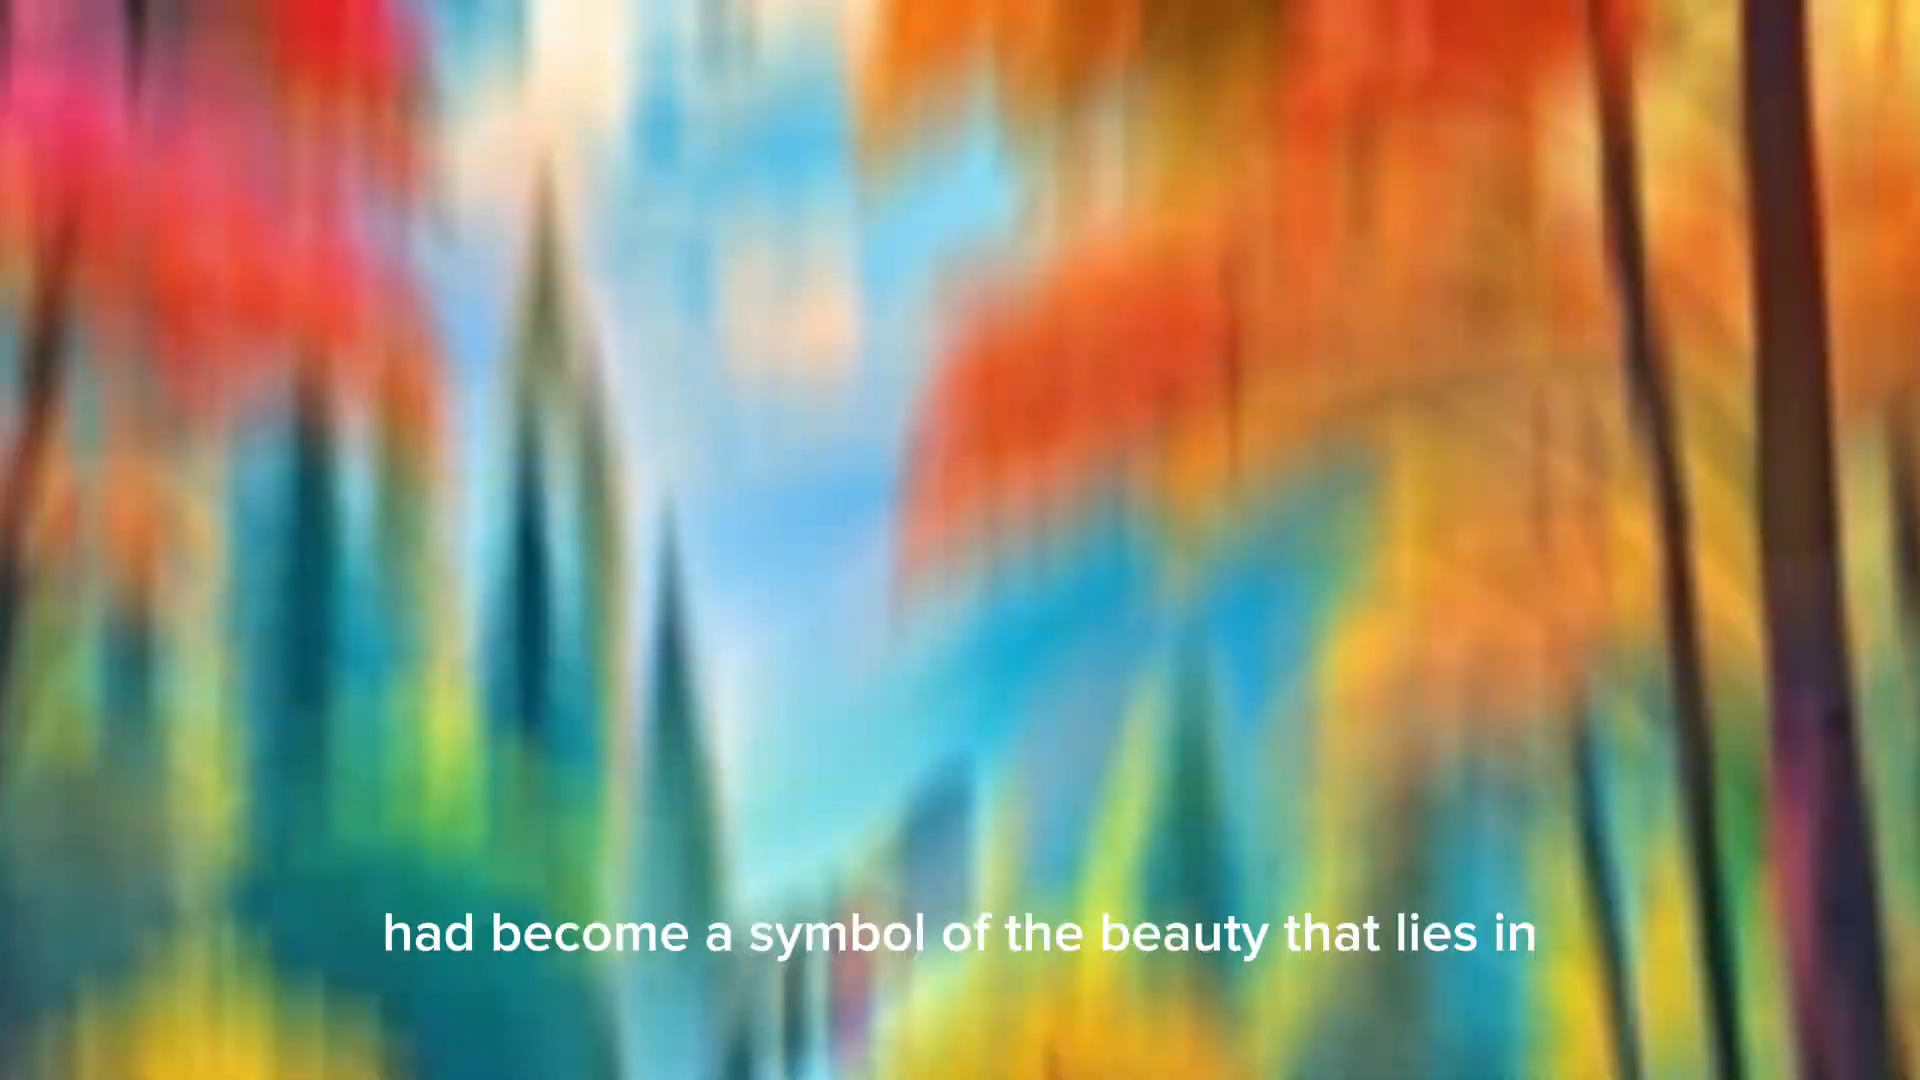 had become a symbol of the beauty that lies in